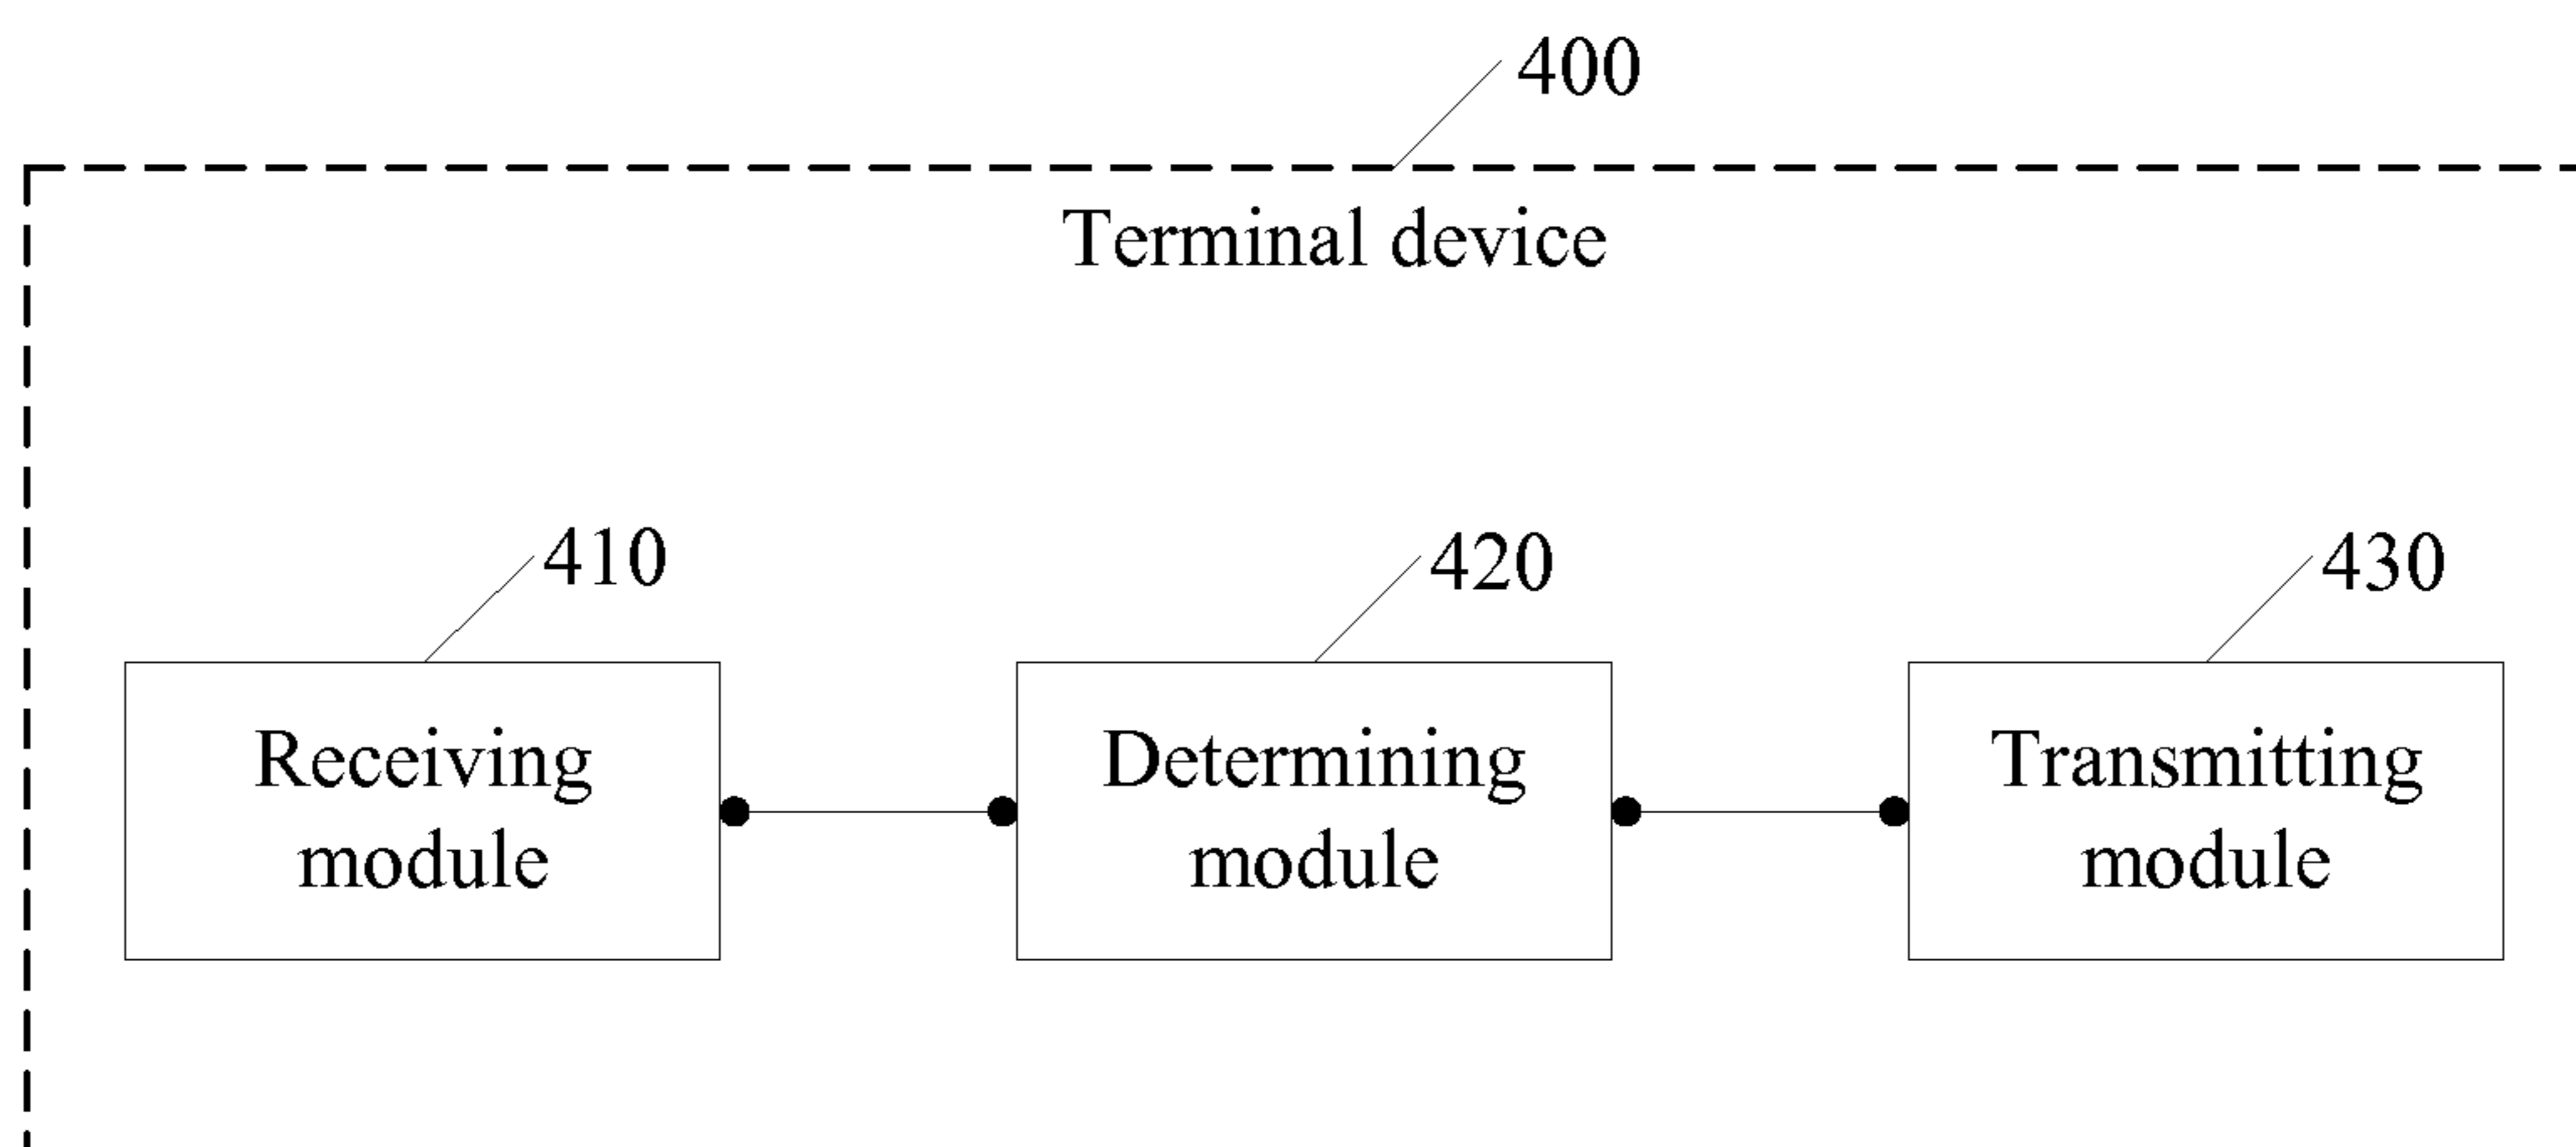 400
Terminal device
410
420
430
Receiving
module
Determining
module
Transmitting
module